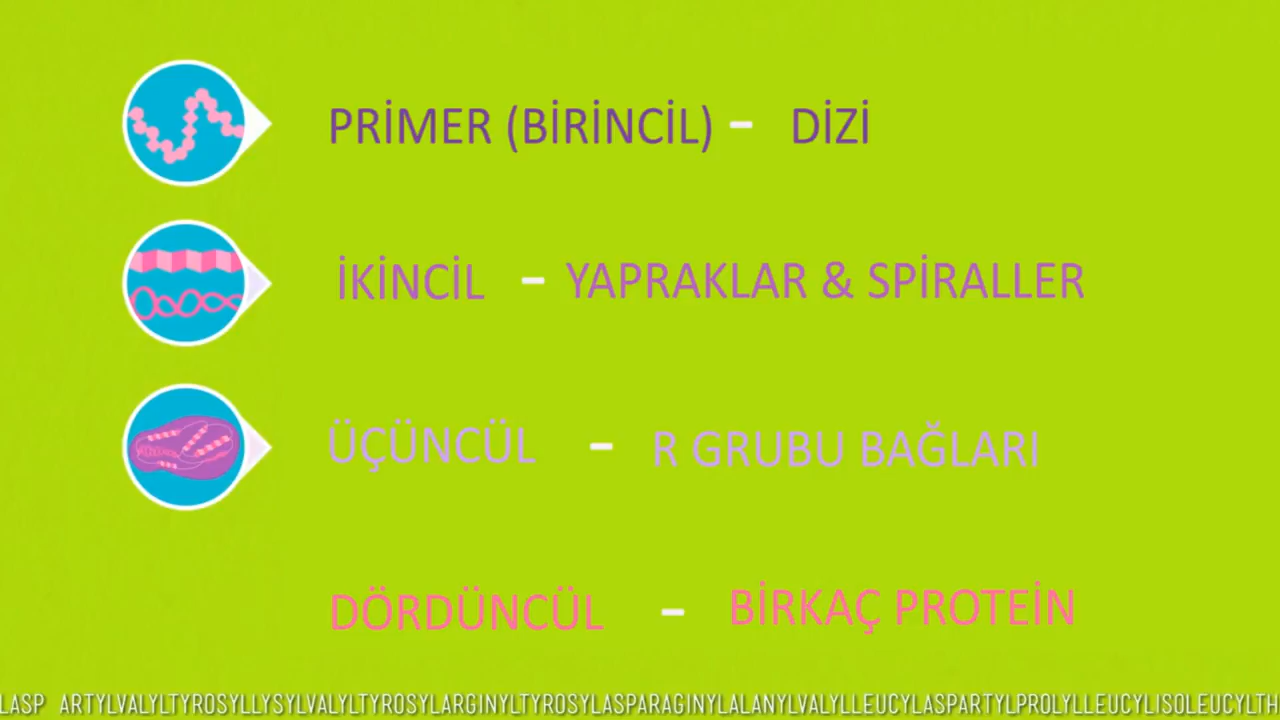 PRİMER (BİRİNCİL) - DİZİ
İKİNCİL - YAPRAKLAR & SPİRALLER
ÜÇÜNCÜL - R GRUBU BAĞLARI
DÖRDÜNCÜL - BİRKAÇ PROTEİN
LASP ARTYLVALYLTYROSYLLYSYLVALYLTYROSYLARGINYLTYROSYLASPARAGINYLALANYLVALYLLEUCYLASPARTYLPROLYLLEUCYLISOLEUCYLTH